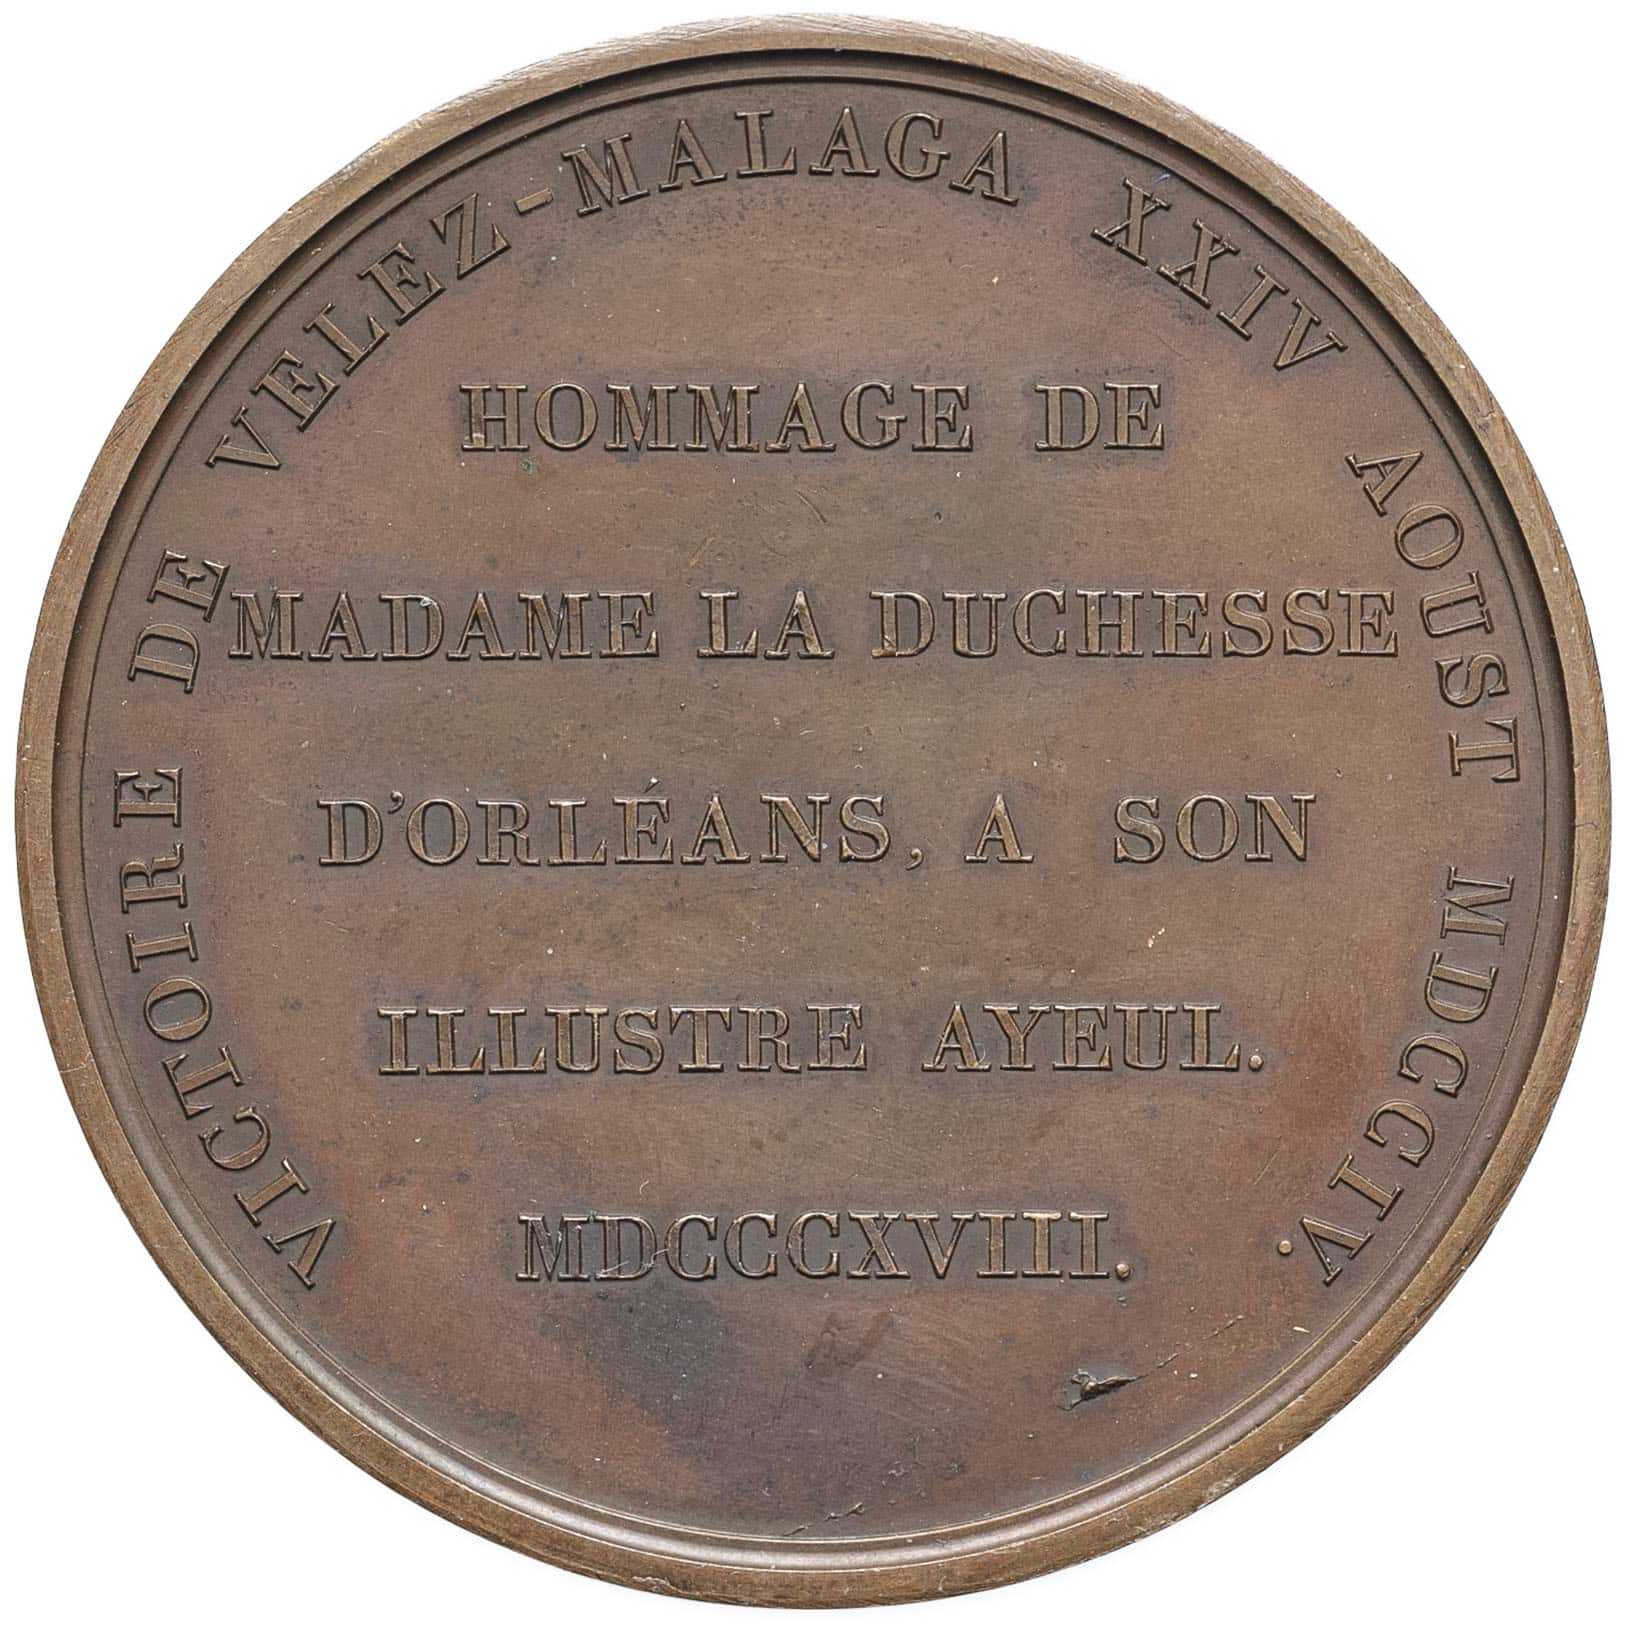 VICTOIRE DE VELEZ-MALAGA XXIV AOUST MDCCIV.
HOMMAGE DE
MADAME LA DUCHESSE
D'ORLÉANS, A SON
ILLUSTRE AYEUL.
MDCCCXVIII.